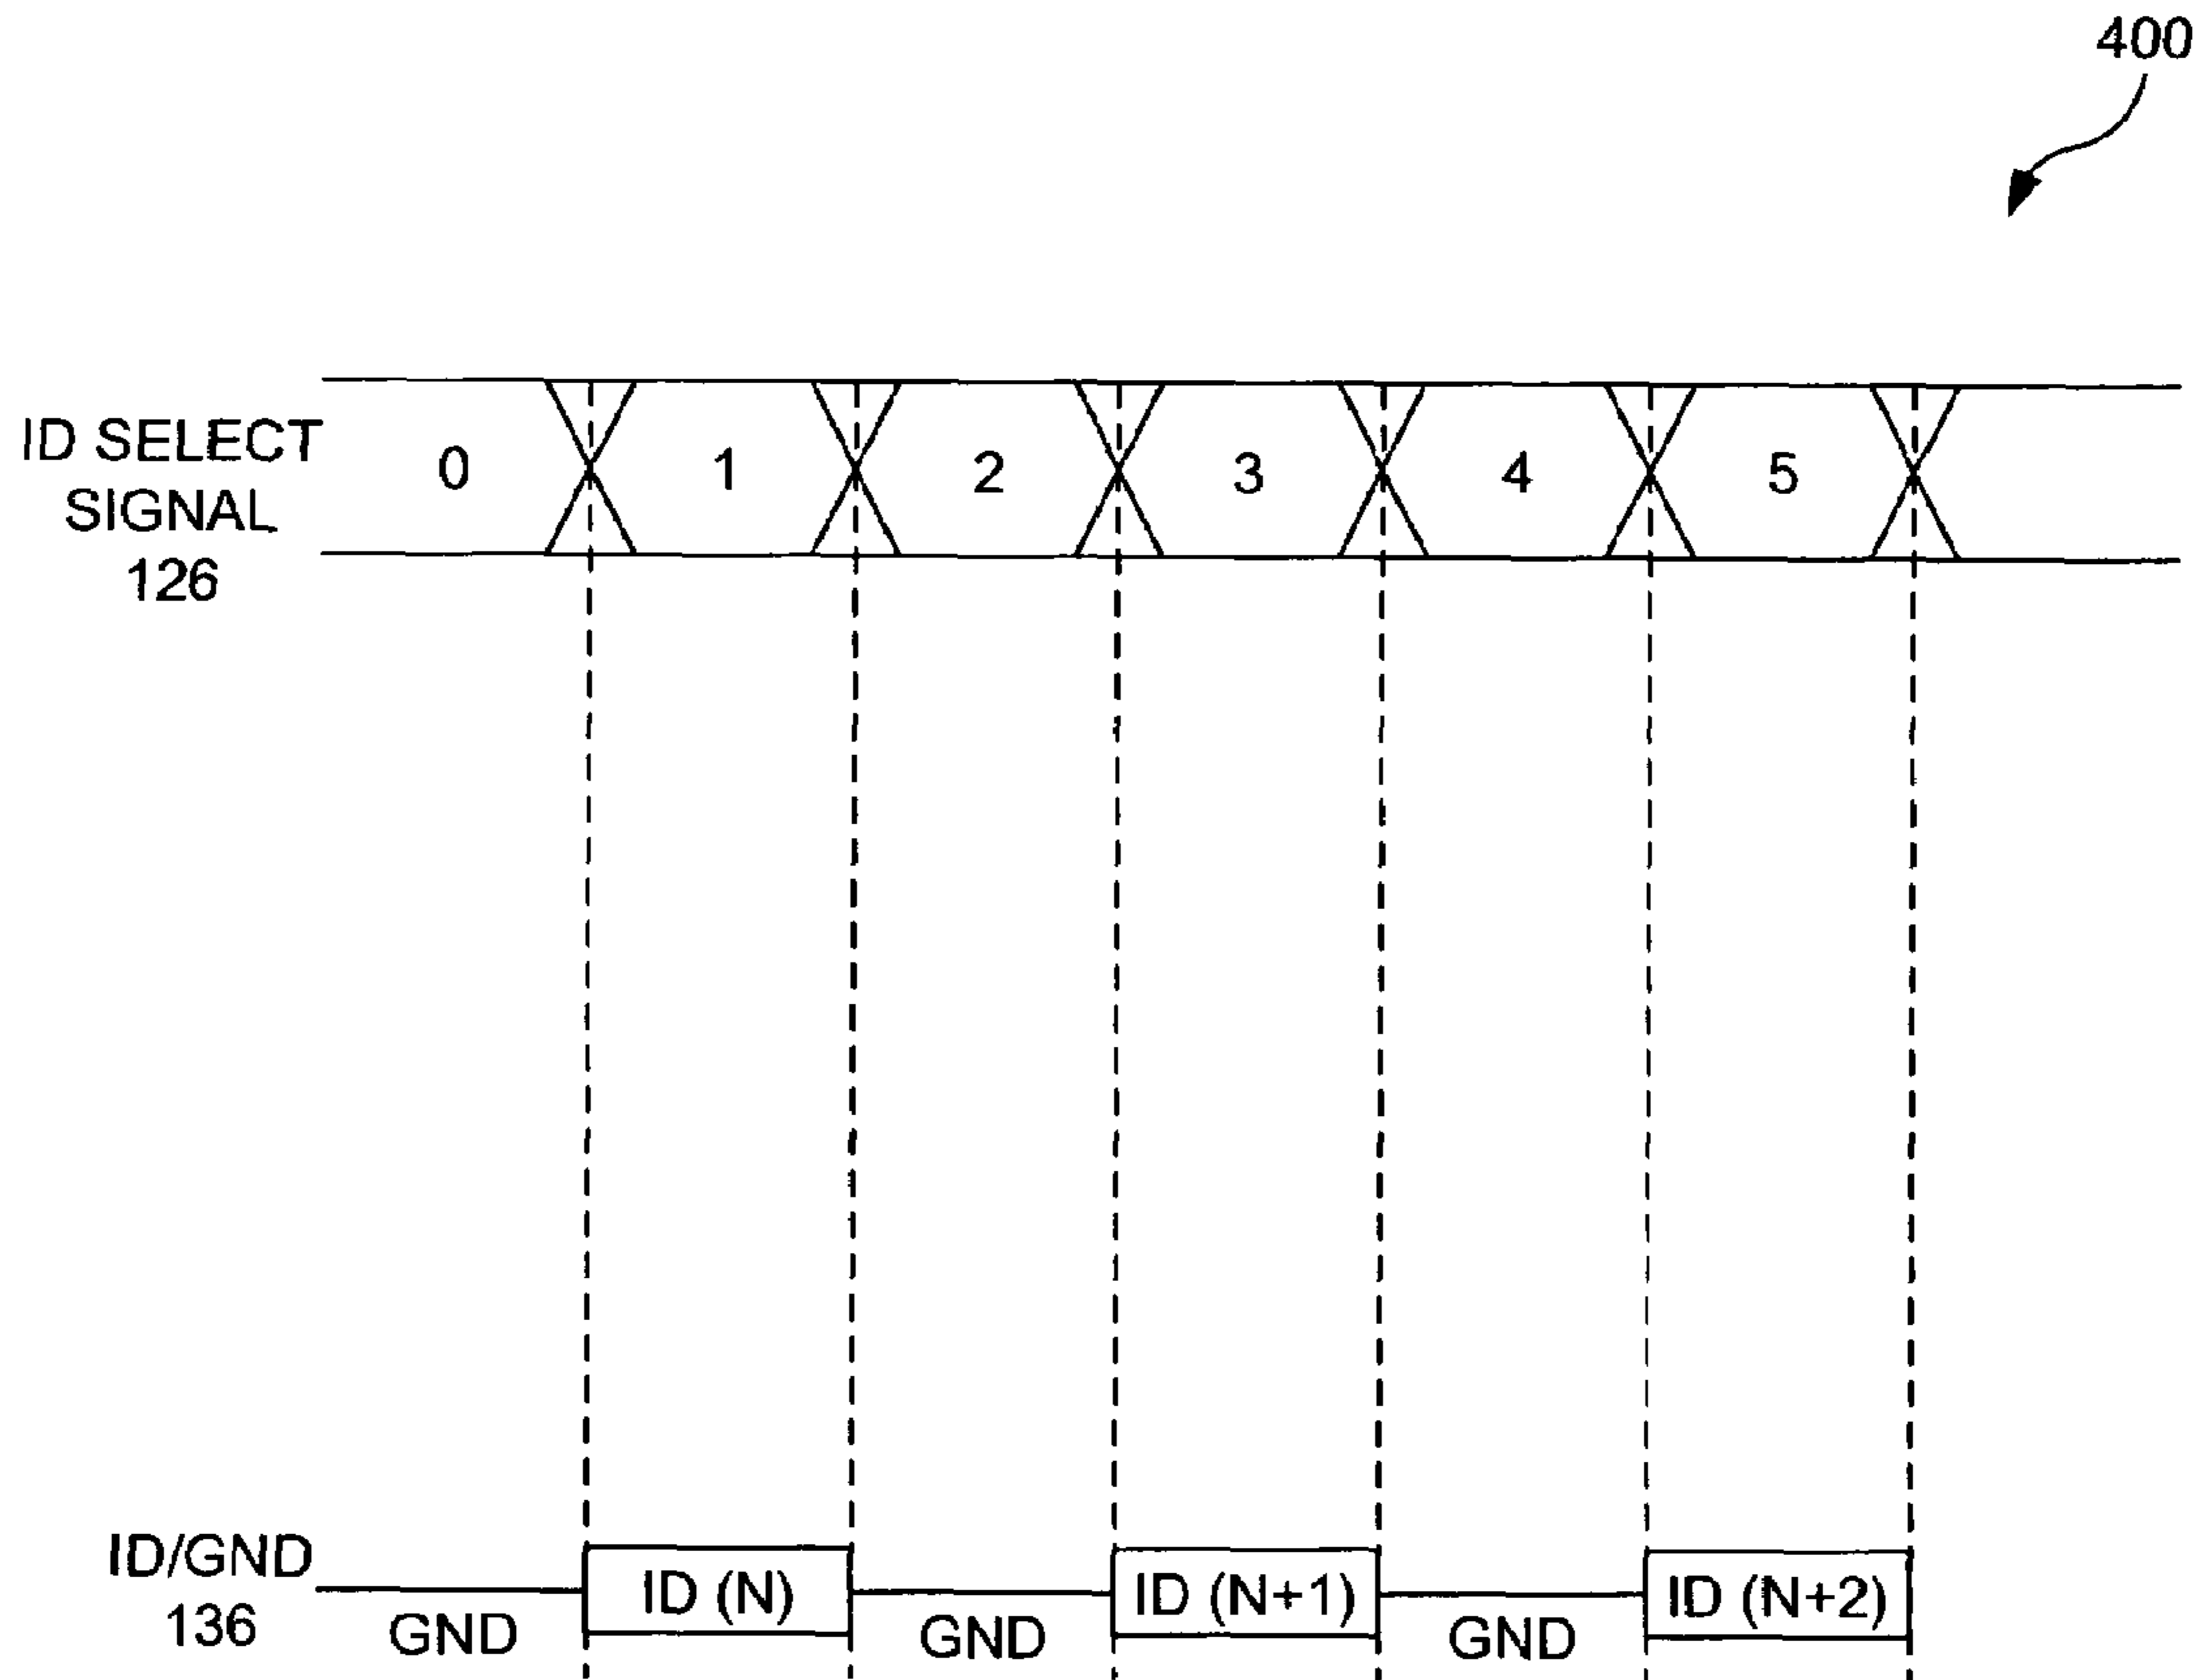 400
ID SELECT
SIGNAL
126
0 1 2 3 4 5
ID/GND
136
GND ID (N) GND ID (N+1) GND ID (N+2)